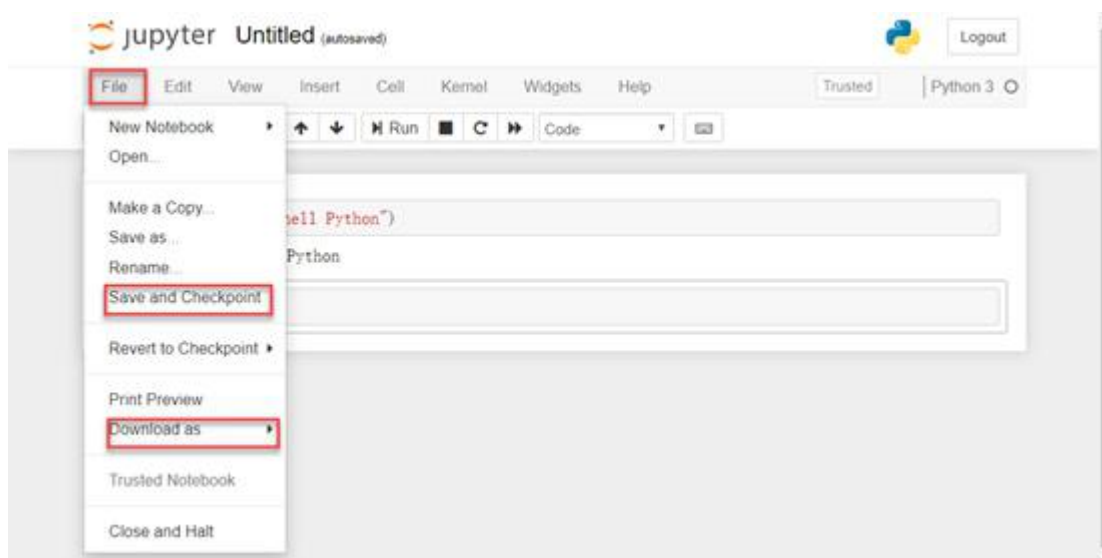 jupyter Untitled (autosaved) Logout
File Edit View Insert Cell Kernel Widgets Help Trusted Python 3
Run Code
New Notebook
Open...
Make a Copy...
Save as...
Rename...
Save and Checkpoint
Revert to Checkpoint
Print Preview
Download as
Trusted Notebook
Close and Halt
ell Python")
Python